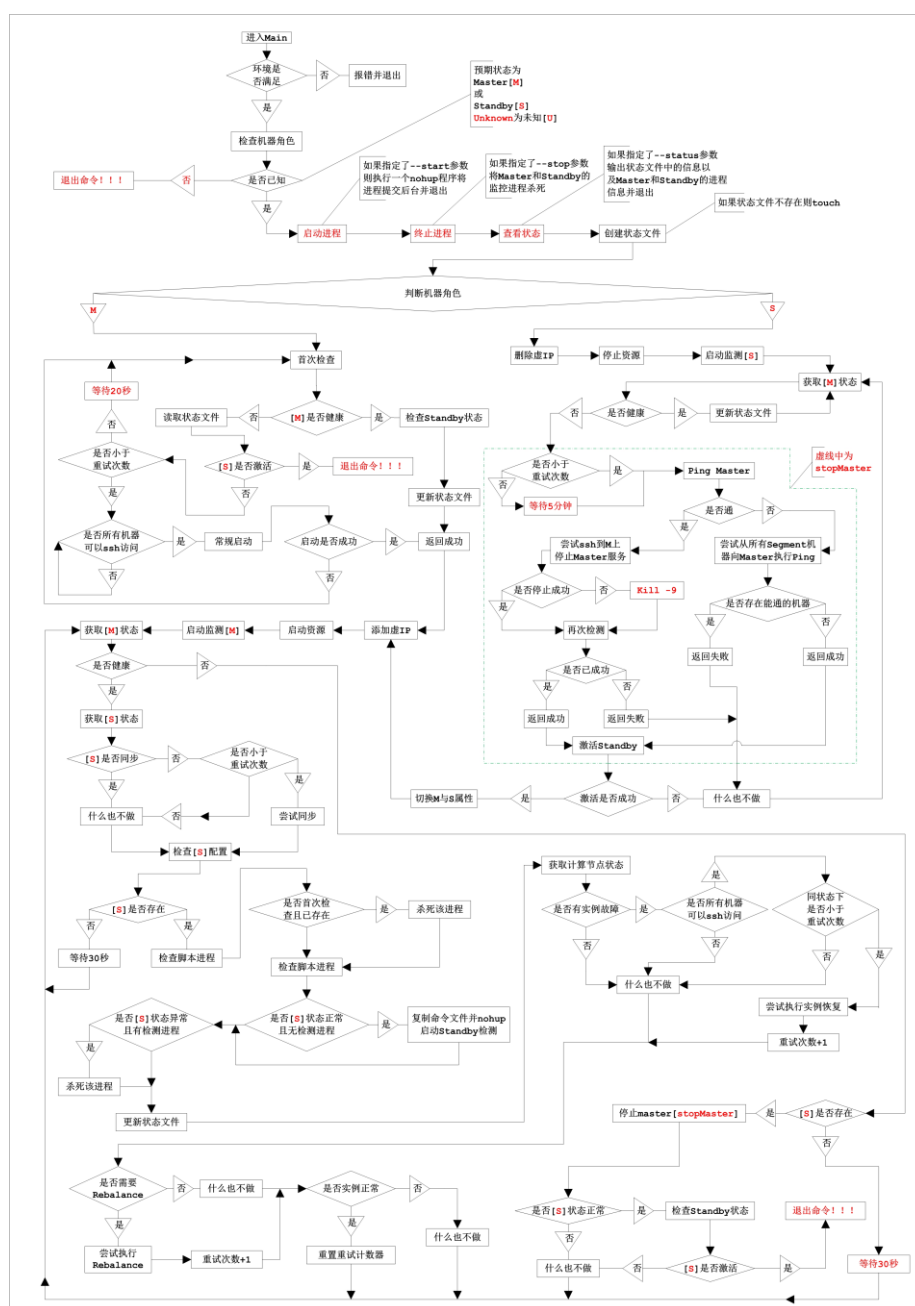 进入Main
环境是
否满足
否
报错并退出
是
检查机器角色
预期状态为
Master[M]
或
Standby[S]
Unknown为未知[U]
退出命令！！！
否
是否已知
是
如果指定了--start参数
则执行一个nohup程序将
进程提交后台并退出
如果指定了--stop参数
将Master和Standby的
监控进程杀死
如果指定了--status参数
输出状态文件中的信息以
及Master和Standby的进程
信息并退出
如果状态文件不存在则touch
启动进程
终止进程
查看状态
创建状态文件
判断机器角色
M
S
首次检查
等待20秒
读取状态文件
否
[M]是否健康
是
检查Standby状态
否
是否小于
重试次数
[S]是否激活
是
退出命令！！！
否
更新状态文件
是
是否所有机器
可以ssh访问
是
常规启动
启动是否成功
是
返回成功
否
否
删除虚IP
停止资源
启动监测[S]
获取[M]状态
否
是否健康
是
更新状态文件
虚线中为
stopMaster
是否小于
重试次数
是
Ping Master
否
等待5分钟
是否通
否
是
尝试ssh到M上
停止Master服务
尝试从所有Segment机
器向Master执行Ping
是否停止成功
否
Kill -9
是
是否存在能通的机器
再次检测
是
否
是否已成功
返回失败
返回成功
是
否
返回成功
返回失败
激活Standby
切换M与S属性
是
激活是否成功
否
什么也不做
获取[M]状态
启动监测[M]
启动资源
添加虚IP
是否健康
否
是
获取[S]状态
[S]是否同步
否
是否小于
重试次数
是
是
什么也不做
否
尝试同步
检查[S]配置
[S]是否存在
否
是
等待30秒
检查脚本进程
是否首次检
查且已存在
是
杀死该进程
检查脚本进程
是否[S]状态异常
且有检测进程
是否[S]状态正常
且无检测进程
是
复制命令文件并nohup
启动Standby检测
是
杀死该进程
更新状态文件
获取计算节点状态
是否有实例故障
是
是
是否所有机器
可以ssh访问
同状态下
是否小于
重试次数
否
否
否
是
什么也不做
尝试执行实例恢复
重试次数+1
停止master[stopMaster]
是
[S]是否存在
否
是否需要
Rebalance
否
什么也不做
是否实例正常
否
是
是
什么也不做
尝试执行
Rebalance
重试次数+1
重置重试计数器
是否[S]状态正常
是
检查Standby状态
退出命令！！！
否
什么也不做
否
[S]是否激活
是
等待30秒